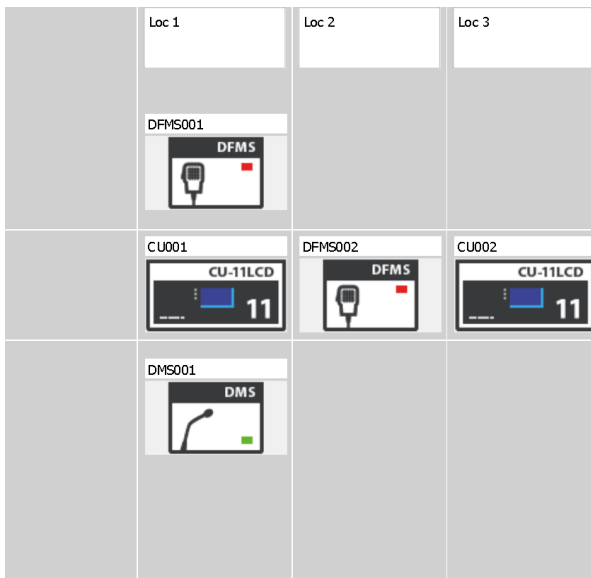 Loc 1
Loc 2
Loc 3
DFMS001
DFMS
CU001
DFMS002
CU002
CU-11LCD
DFMS
CU-11LCD
11
11
DMS001
DMS